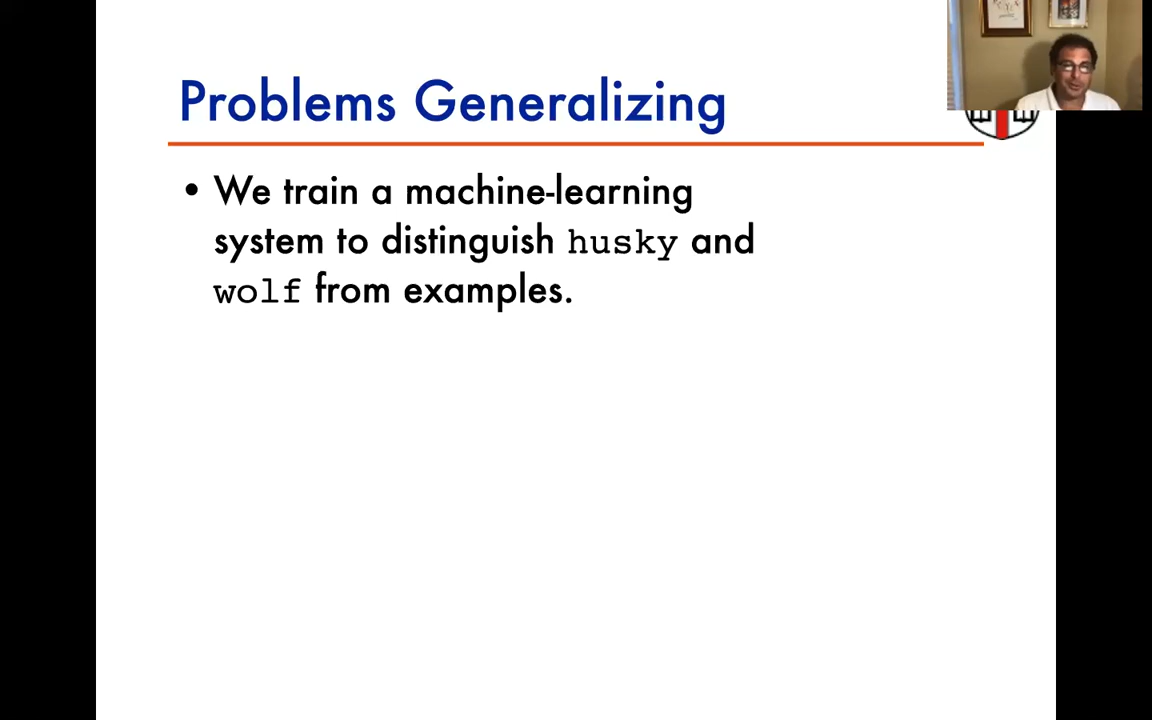 Problems Generalizing
• We train a machine-learning
system to distinguish husky and
wolf from examples.